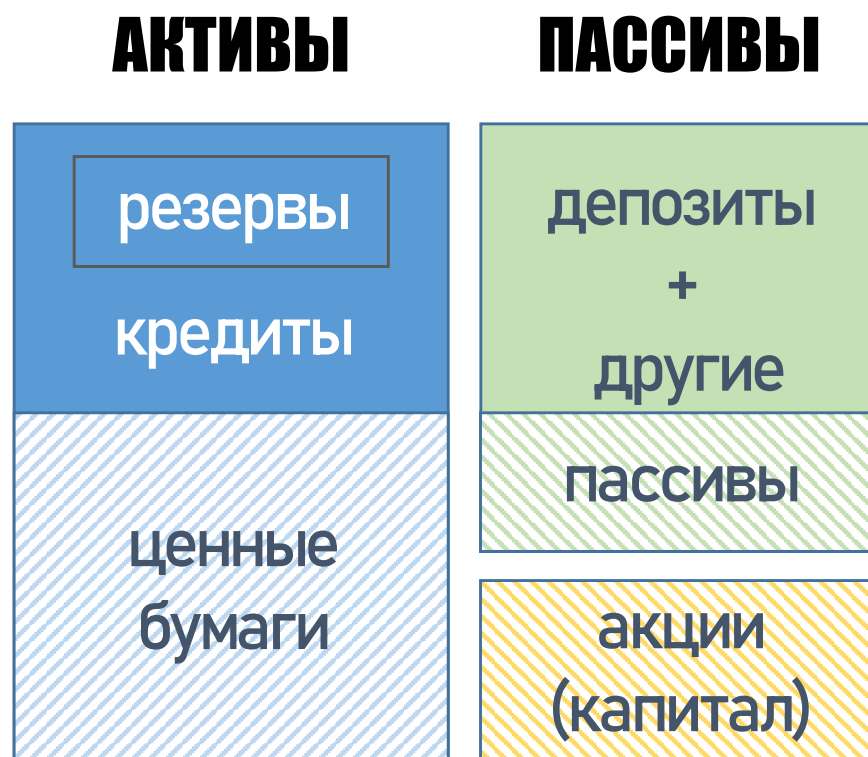 АКТИВЫ
резервы
кредиты
ценные
бумаги
ПАССИВЫ
депозиты
+
другие
пассивы
акции
(капитал)